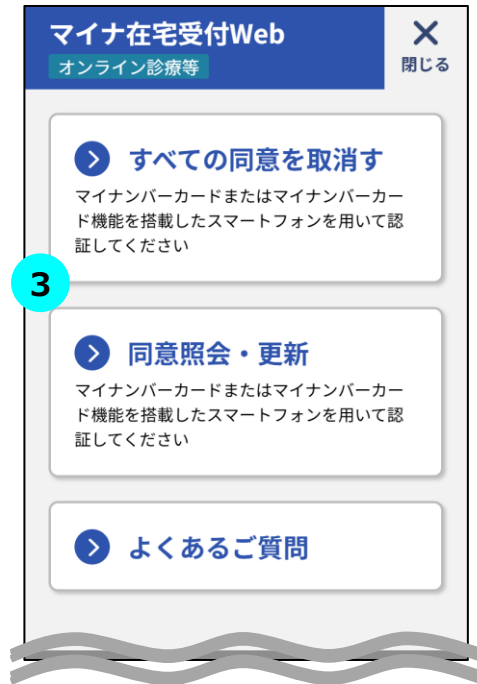 マイナ在宅受付Web
オンライン診療等
閉じる
すべての同意を取消す
マイナンバーカードまたはマイナンバーカー
ド機能を搭載したスマートフォンを用いて認
証してください
3
同意照会・更新
マイナンバーカードまたはマイナンバーカー
ド機能を搭載したスマートフォンを用いて認
証してください
よくあるご質問